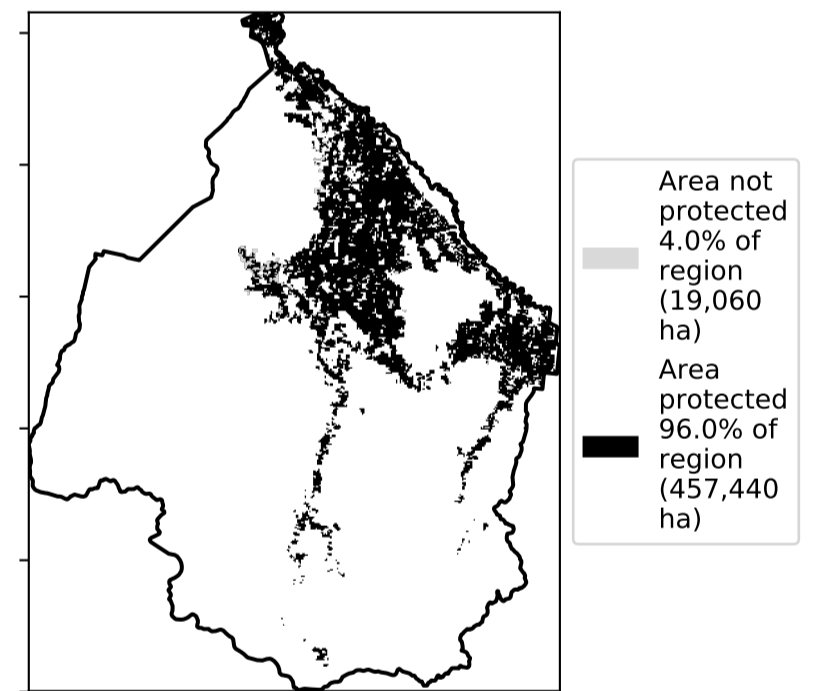 Area not
protected
4.0% of
region
(19,060
ha)
Area
protected
96.0% of
region
(457,440
ha)